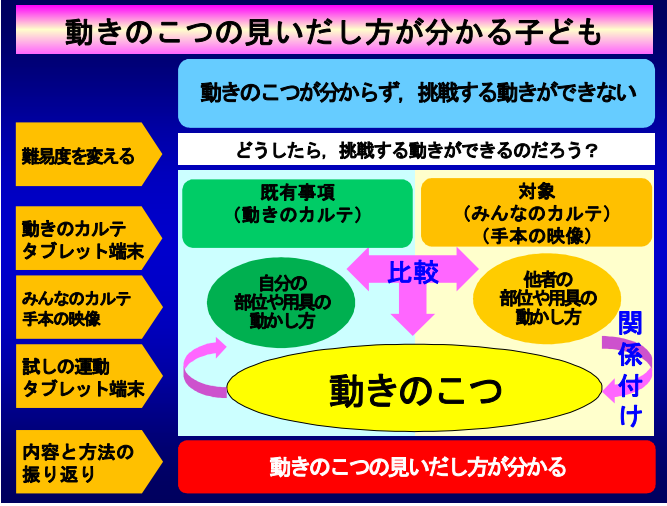 動きのこつの見いだし方が分かる子ども
動きのこつが分からず，挑戦する動きができない
難易度を変える
どうしたら，挑戦する動きができるのだろう？
既有事項
（動きのカルテ）
対象
（みんなのカルテ）
（手本の映像）
動きのカルテ
タブレット端末
比較
自分の
部位や用具の
動かし方
他者の
部位や用具の
動かし方
みんなのカルテ
手本の映像
関係付け
試しの運動
タブレット端末
動きのこつ
内容と方法の
振り返り
動きのこつの見いだし方が分かる